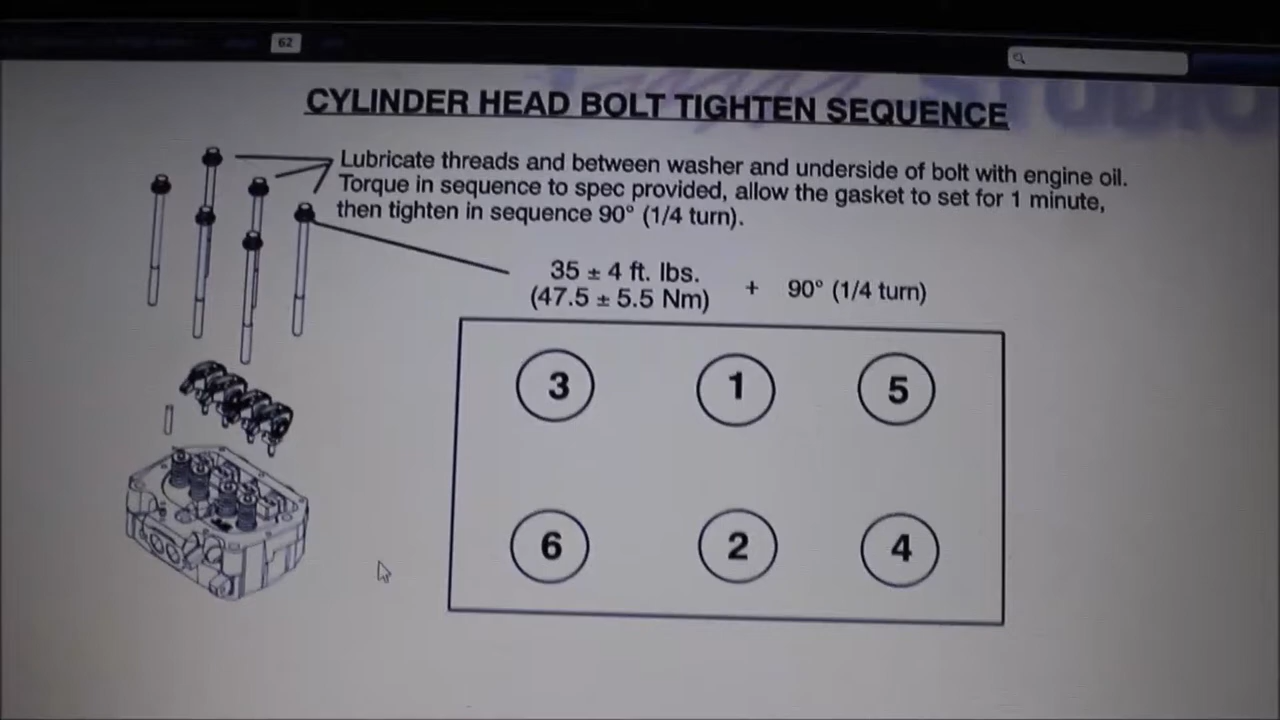 62
CYLINDER HEAD BOLT TIGHTEN SEQUENCE
Lubricate threads and between washer and underside of bolt with engine oil.
Torque in sequence to spec provided, allow the gasket to set for 1 minute,
then tighten in sequence 90° (1/4 turn).
35 ± 4 ft. lbs.
(47.5 ± 5.5 Nm)
+ 90° (1/4 turn)
3 1 5
6 2 4